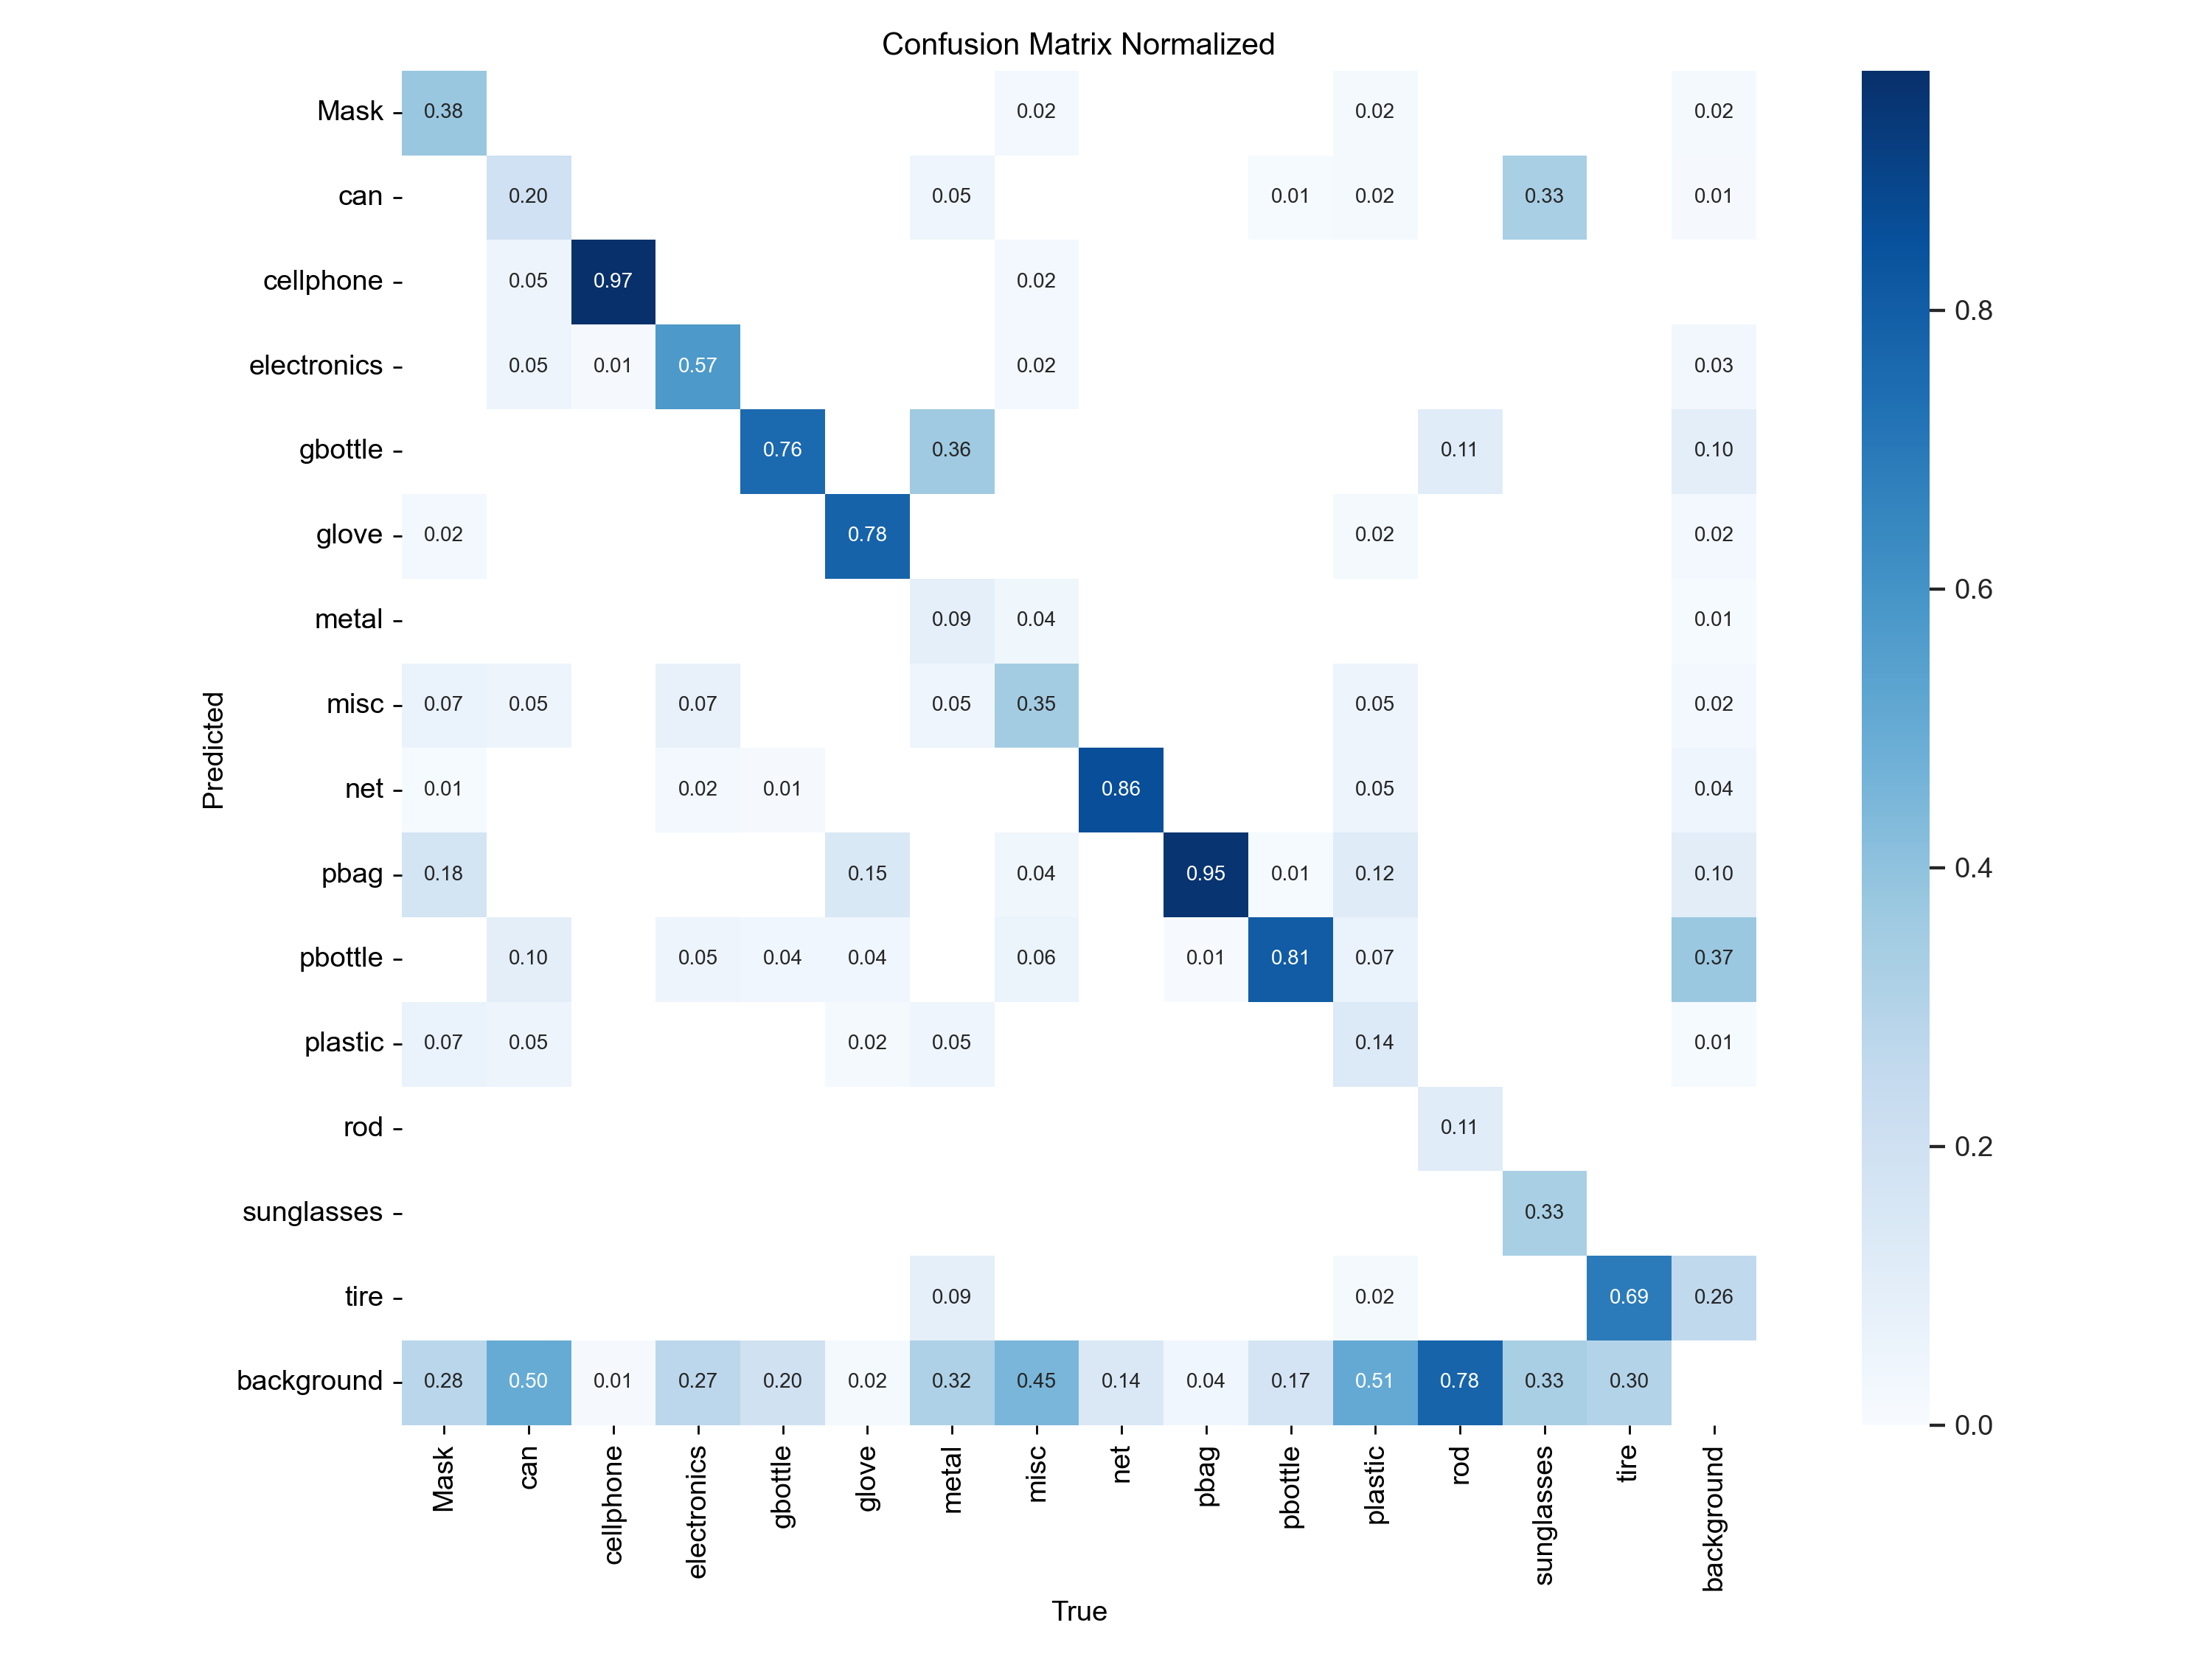 Confusion Matrix Normalized
Mask 0.38 0.02 0.02 0.02
can 0.20 0.05 0.01 0.02 0.33 0.01
cellphone 0.05 0.97 0.02
0.8
electronics 0.05 0.01 0.57 0.02 0.03
gbottle 0.76 0.36 0.11 0.10
glove 0.02 0.78 0.02 0.02
0.6
metal 0.09 0.04 0.01
misc 0.07 0.05 0.07 0.05 0.35 0.05 0.02
Predicted
net 0.01 0.02 0.01 0.86 0.05 0.04
pbag 0.18 0.15 0.04 0.95 0.01 0.12 0.10
0.4
pbottle 0.10 0.05 0.04 0.04 0.06 0.01 0.81 0.07 0.37
plastic 0.07 0.05 0.02 0.05 0.14 0.01
rod 0.11
0.2
sunglasses 0.33
tire 0.09 0.02 0.69 0.26
background 0.28 0.50 0.01 0.27 0.20 0.02 0.32 0.45 0.14 0.04 0.17 0.51 0.78 0.33 0.30
0.0
Mask can cellphone electronics gbottle glove metal misc net pbag pbottle plastic rod sunglasses tire background
True